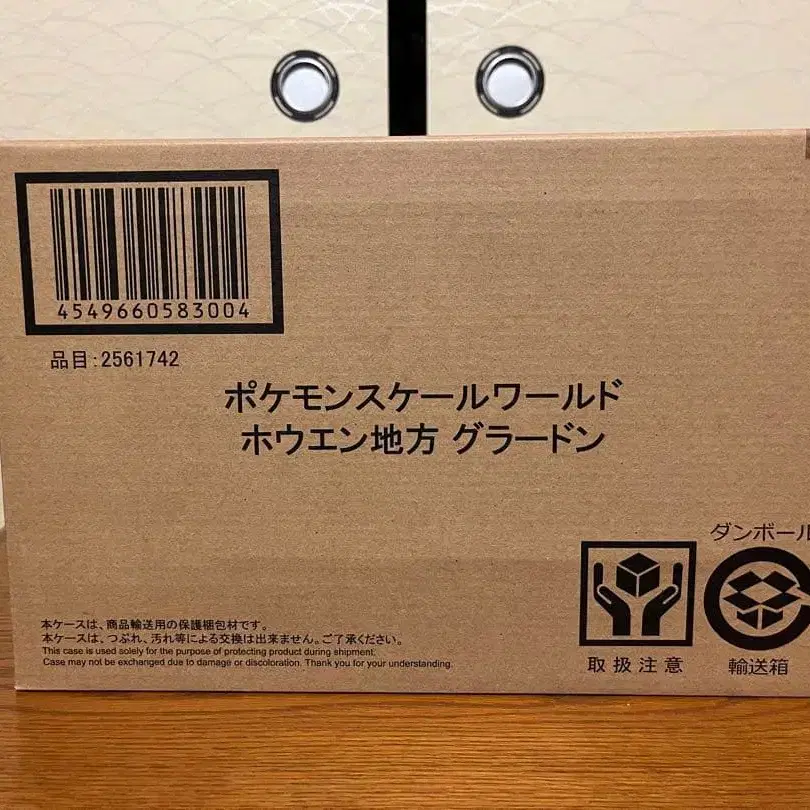 4549660583004
品目:2561742
ポケモンスケールワールド
ホウエン地方 グラードン
ダンボール
取扱注意
輸送箱
本ケースは、商品輸送用の保護梱包材です。
本ケースは、つぶれ、汚れ等による交換は出来ません。ご了承ください。
This case is used solely for the purpose of protecting product during shipment.
Case may not be exchanged due to damage or discoloration. Thank you for your understanding.